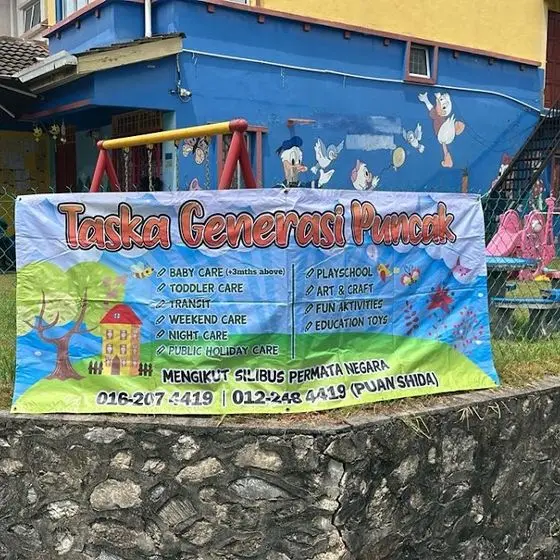 Taska Generasi Puncak
BABY CARE (+3mths above)
TODDLER CARE
TRANSIT
WEEKEND CARE
NIGHT CARE
PUBLIC HOLIDAY CARE
PLAYSCHOOL
ART & CRAFT
FUN AKTIVITIES
EDUCATION TOYS
MENGIKUT SILIBUS PERMATA NEGARA
016-207 4419 | 012-248 4419 (PUAN SHIDA)